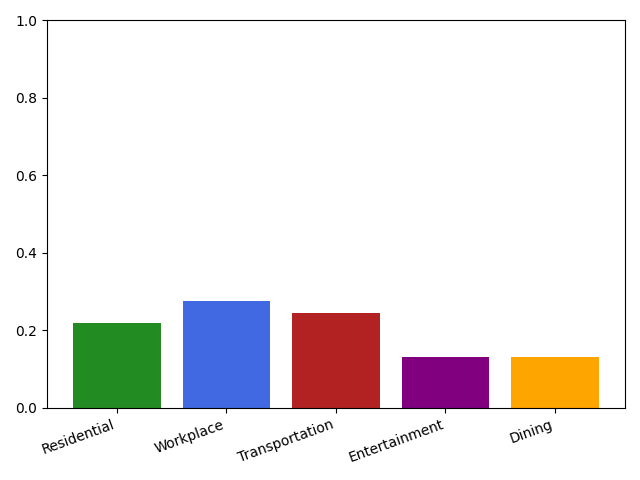 1.0
0.8
0.6
0.4
0.2
0.0
Residential
Workplace
Transportation
Entertainment
Dining